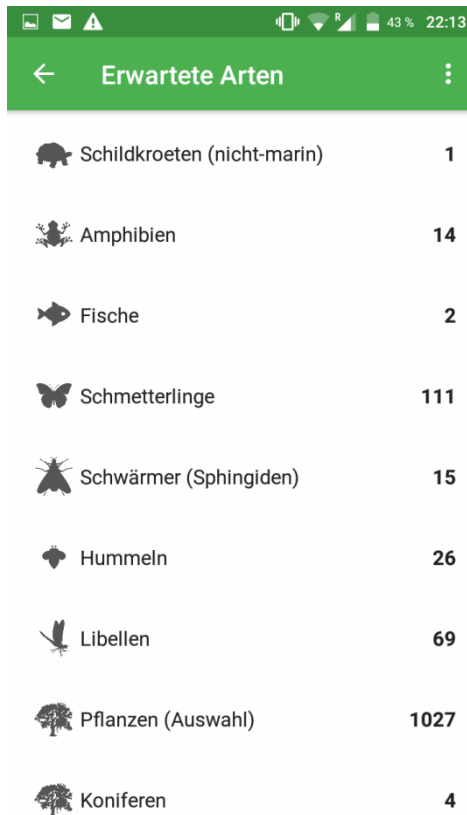 R 43 % 22:13
Erwartete Arten
Schildkroeten (nicht-marin) 1
Amphibien 14
Fische 2
Schmetterlinge 111
Schwärmer (Sphingiden) 15
Hummeln 26
Libellen 69
Pflanzen (Auswahl) 1027
Koniferen 4